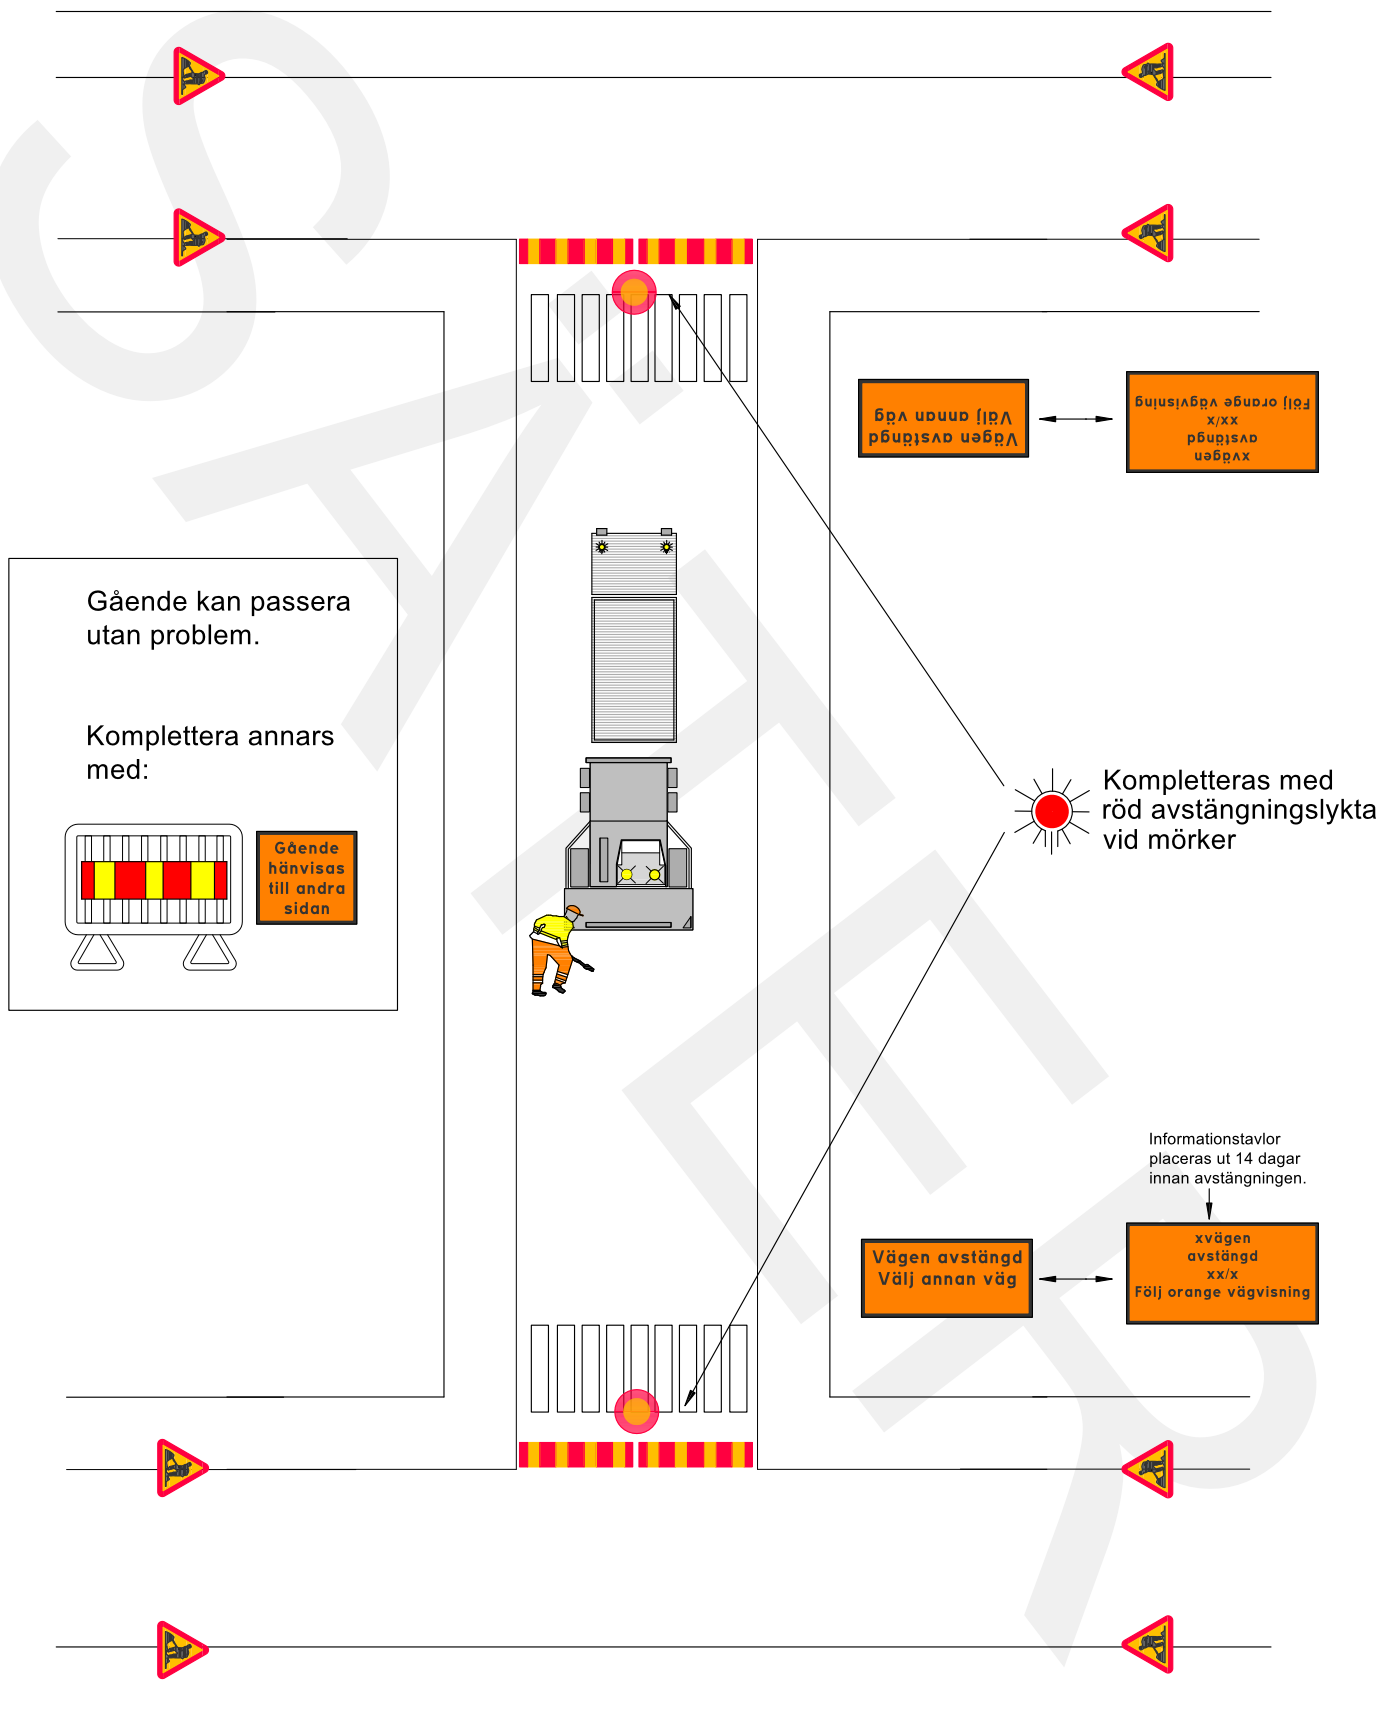 Vägen avstängd
Välj annan väg
xvägen
avstängd
xx/x
Följ orange vägvisning
Gående kan passera
utan problem.
Komplettera annars
med:
Gående
hänvisas
till andra
sidan
Kompletteras med
röd avstängningslykta
vid mörker
Informationstavlor
placeras ut 14 dagar
innan avstängningen.
Vägen avstängd
Välj annan väg
xvägen
avstängd
xx/x
Följ orange vägvisning
SÄTER